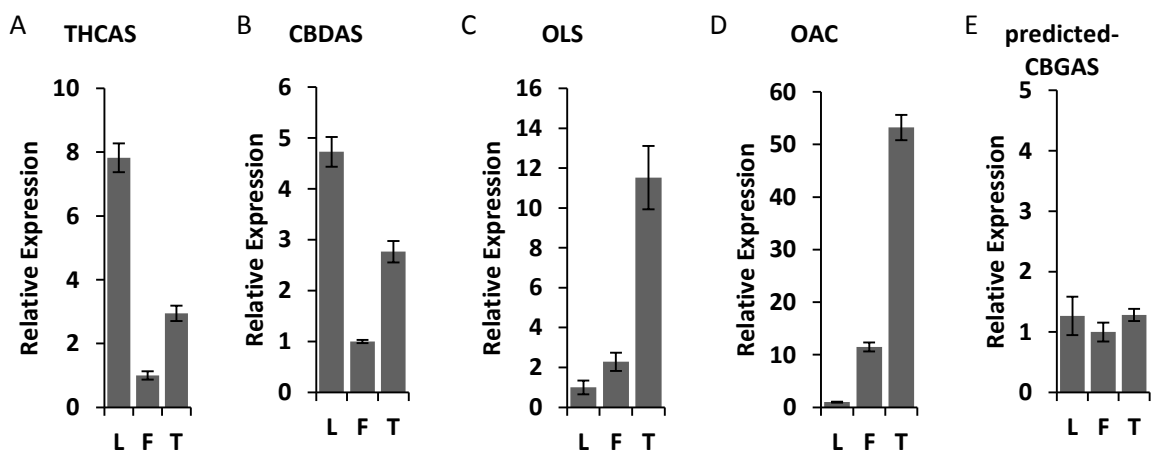 A THCAS
Relative Expression
10
8
6
4
2
0
L F T
B CBDAS
Relative Expression
6
5
4
3
2
1
0
L F T
C OLS
Relative Expression
16
14
12
10
8
6
4
2
0
L F T
D OAC
Relative Expression
60
50
40
30
20
10
0
L F T
E predicted-
CBGAS
Relative Expression
5
4
3
2
1
0
L F T